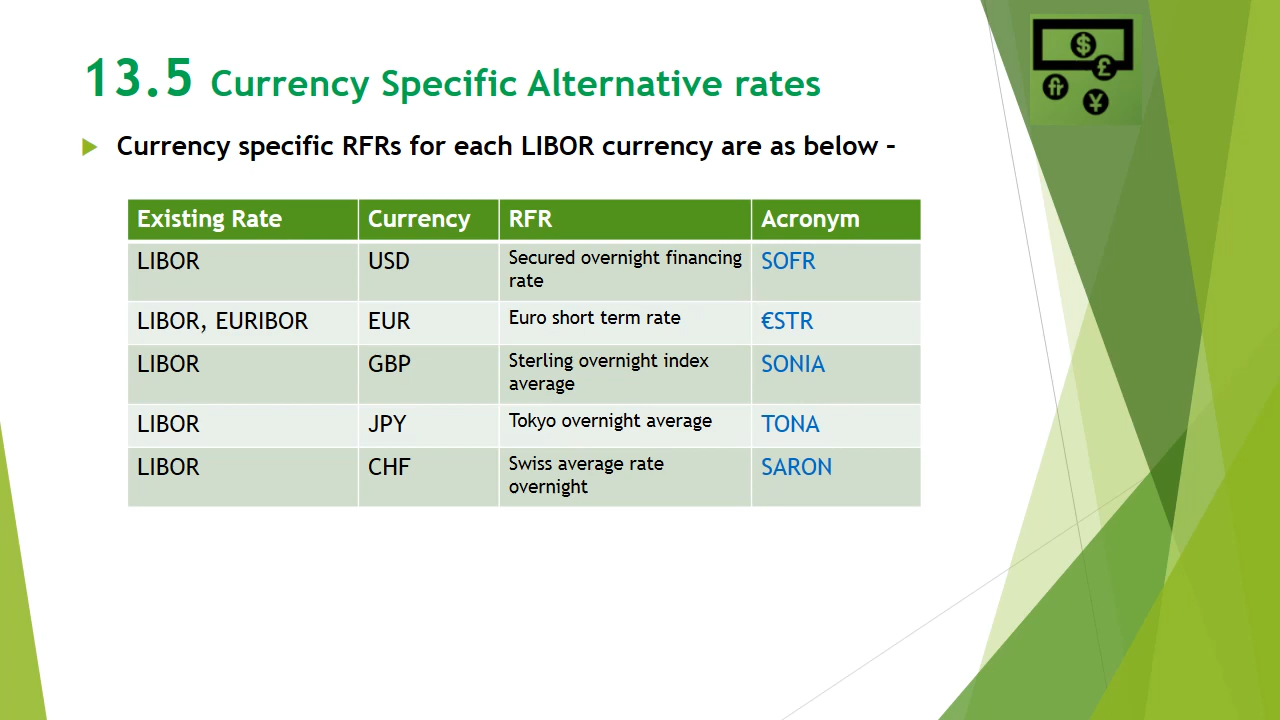 13.5 Currency Specific Alternative rates
Currency specific RFRs for each LIBOR currency are as below –
Existing Rate Currency RFR Acronym
LIBOR USD Secured overnight financing rate SOFR
LIBOR, EURIBOR EUR Euro short term rate €STR
LIBOR GBP Sterling overnight index average SONIA
LIBOR JPY Tokyo overnight average TONA
LIBOR CHF Swiss average rate overnight SARON
$
£
fr
¥